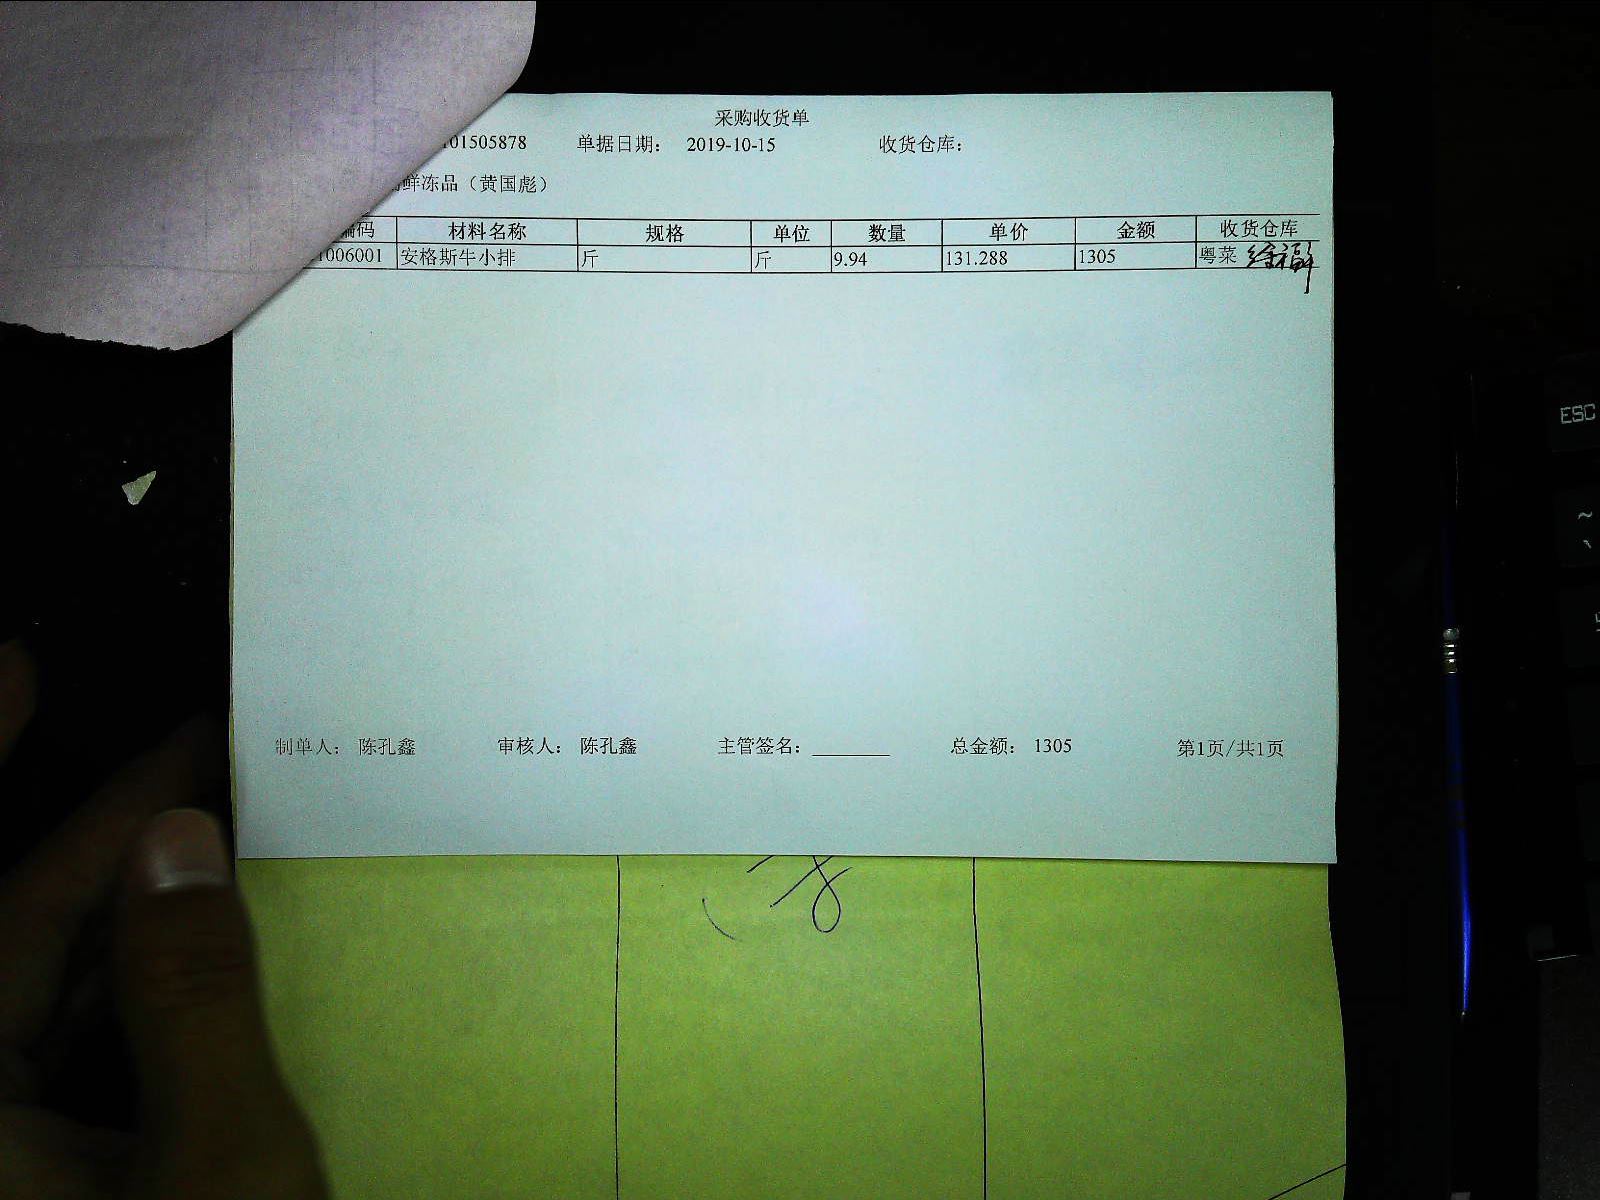 采购收货单
01505878 单据日期： 2019-10-15 收货仓库：
鲜冻品（黄国彪）
编码 材料名称 规格 单位 数量 单价 金额 收货仓库
1006001 安格斯牛小排 斤 斤 9.94 131.288 1305 粤菜
制单人： 陈孔鑫 审核人： 陈孔鑫 主管签名： 总金额： 1305 第1页/共1页
ESC
~